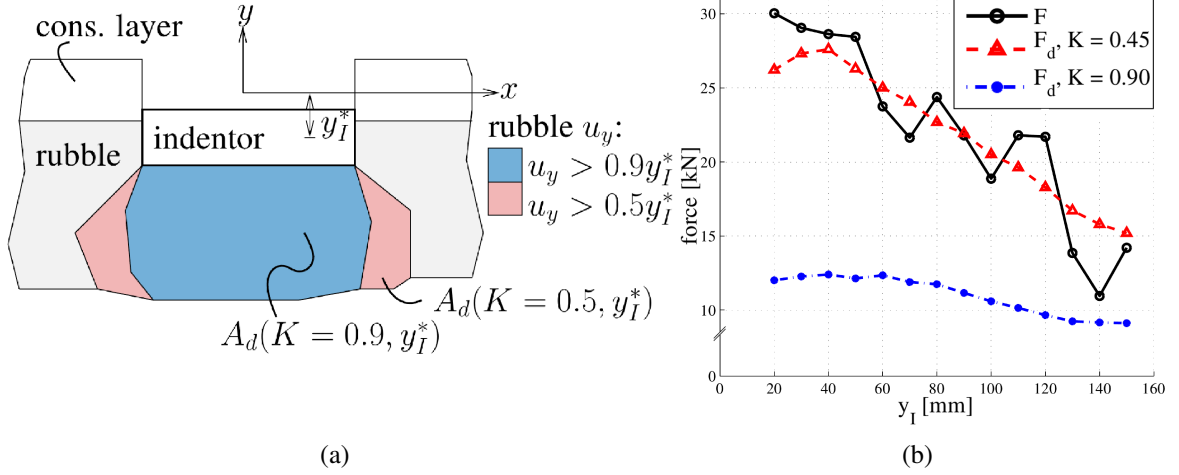 cons. layer
y
x
y*_I
indentor
rubble
rubble u_y:
u_y > 0.9y*_I
u_y > 0.5y*_I
A_d(K = 0.5, y*_I)
A_d(K = 0.9, y*_I)
(a)
F
F_d, K = 0.45
F_d, K = 0.90
force [kN]
30
25
20
15
10
0
0 20 40 60 80 100 120 140 160
y_I [mm]
(b)